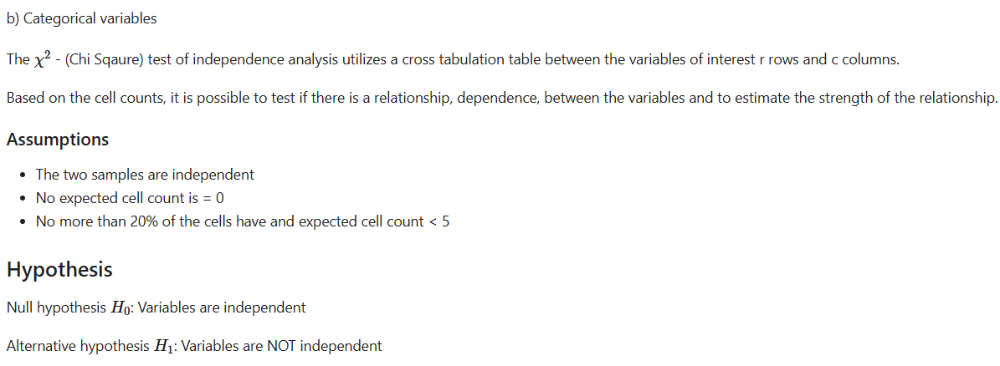 b) Categorical variables
The χ² - (Chi Sqaure) test of independence analysis utilizes a cross tabulation table between the variables of interest r rows and c columns.
Based on the cell counts, it is possible to test if there is a relationship, dependence, between the variables and to estimate the strength of the relationship.
Assumptions
• The two samples are independent
• No expected cell count is = 0
• No more than 20% of the cells have and expected cell count < 5
Hypothesis
Null hypothesis H₀: Variables are independent
Alternative hypothesis H₁: Variables are NOT independent